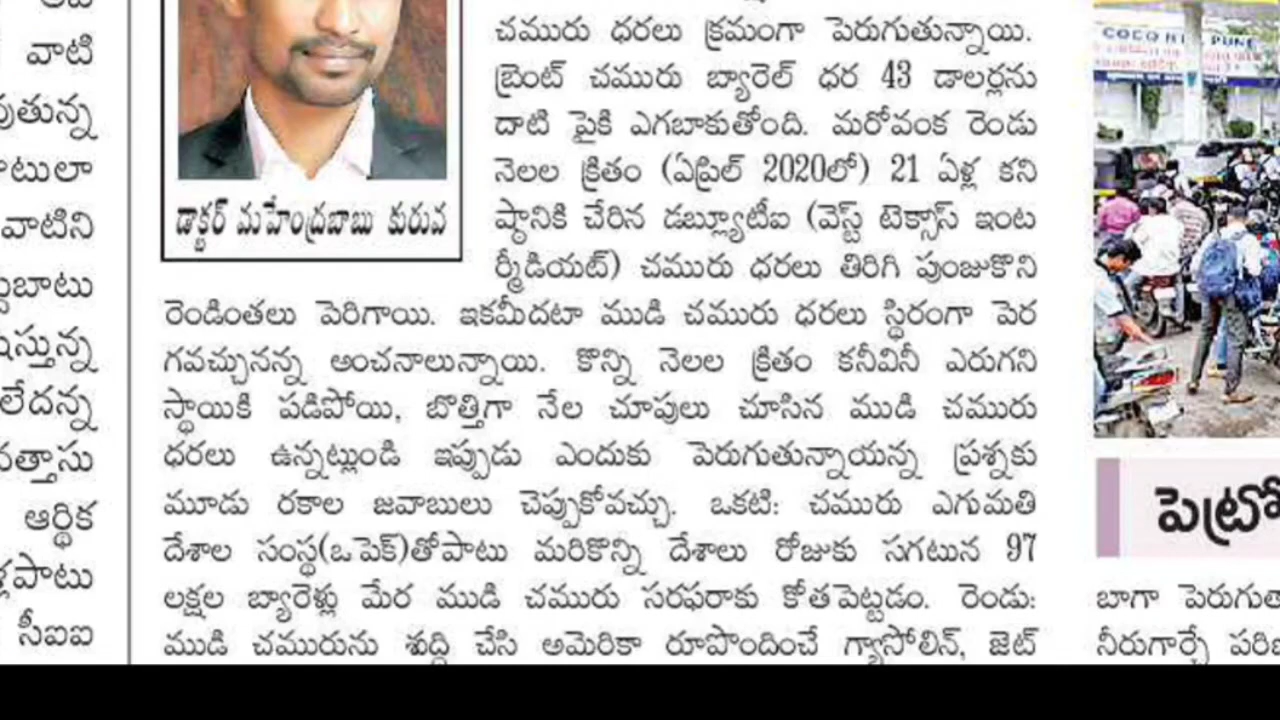 వాటి
వుతున్న
వాటిని
లేదన్న
ఆర్థిక
సీఐఐ
డాక్టర్ మహేంద్రబాబు కురువ
చమురు ధరలు క్రమంగా పెరుగుతున్నాయి.
బ్రెంట్ చమురు బ్యారెల్ ధర 43 డాలర్లను
దాటి పైకి ఎగబాకుతోంది. మరోవంక రెండు
నెలల క్రితం (ఏప్రిల్ 2020లో) 21 ఏళ్ల కని
ష్ఠానికి చేరిన డబ్ల్యూటీఐ (వెస్ట్ టెక్సాస్ ఇంట
ర్మీడియట్) చమురు ధరలు తిరిగి పుంజుకొని
రెండింతలు పెరిగాయి. ఇకమీదటా ముడి చమురు ధరలు స్థిరంగా పెర
గవచ్చునన్న అంచనాలున్నాయి. కొన్ని నెలల క్రితం కనీవినీ ఎరుగని
స్థాయికి పడిపోయి, బొత్తిగా నేల చూపులు చూసిన ముడి చమురు
ధరలు ఉన్నట్లుండి ఇప్పుడు ఎందుకు పెరుగుతున్నాయన్న ప్రశ్నకు
మూడు రకాల జవాబులు చెప్పుకోవచ్చు. ఒకటి: చమురు ఎగుమతి
దేశాల సంస్థ(ఒపెక్)తోపాటు మరికొన్ని దేశాలు రోజుకు సగటున 97
లక్షల బ్యారెళ్లు మేర ముడి చమురు సరఫరాకు కోతపెట్టడం. రెండు:
ముడి చమురును శుద్ధి చేసి అమెరికా రూపొందించే గ్యాసోలిన్, జెట్
COCO PUNE
పెట్రో
బాగా పెరుగుతా
నీరుగార్చే పరిణ